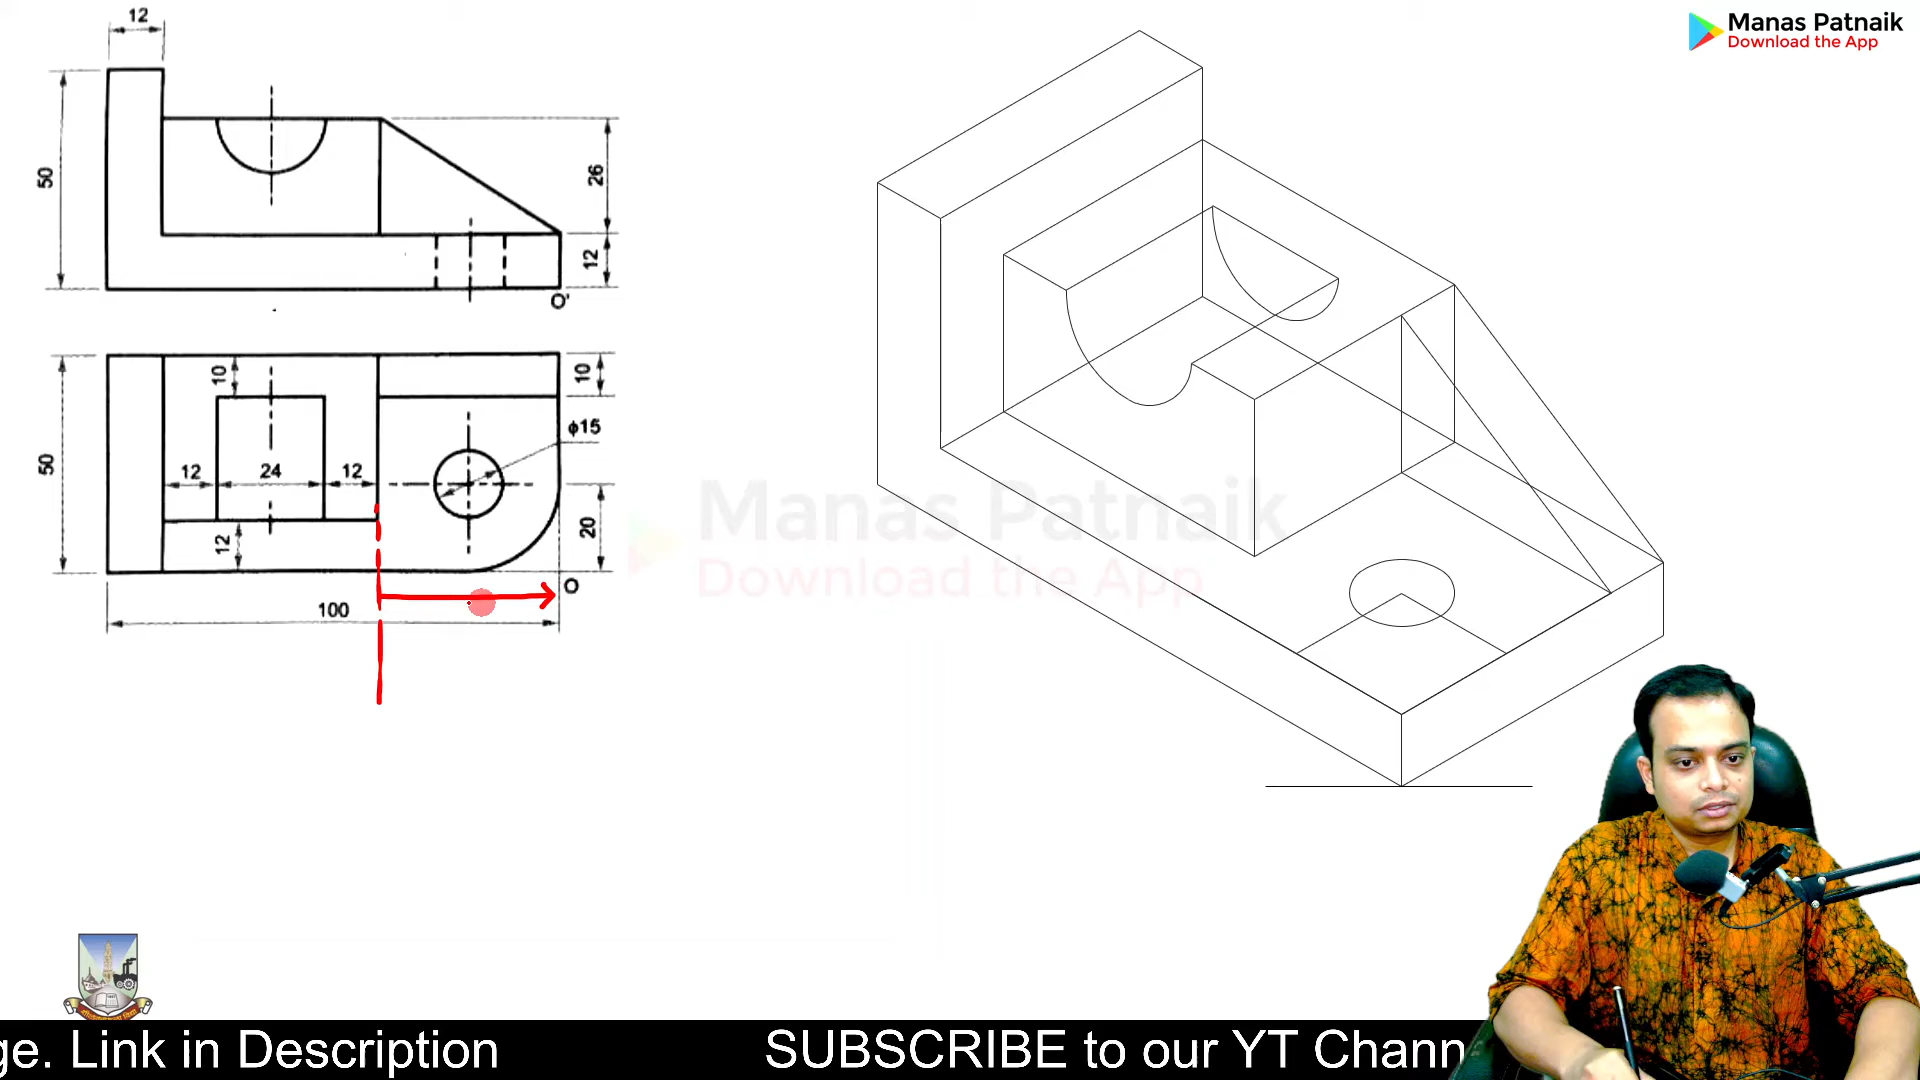 12
Manas Patnaik
Download the App
50
26
12
O'
10
10
ϕ15
50
12
24
12
20
12
O
100
Manas Patnaik
Download the App
ge. Link in Description
SUBSCRIBE to our YT Chann